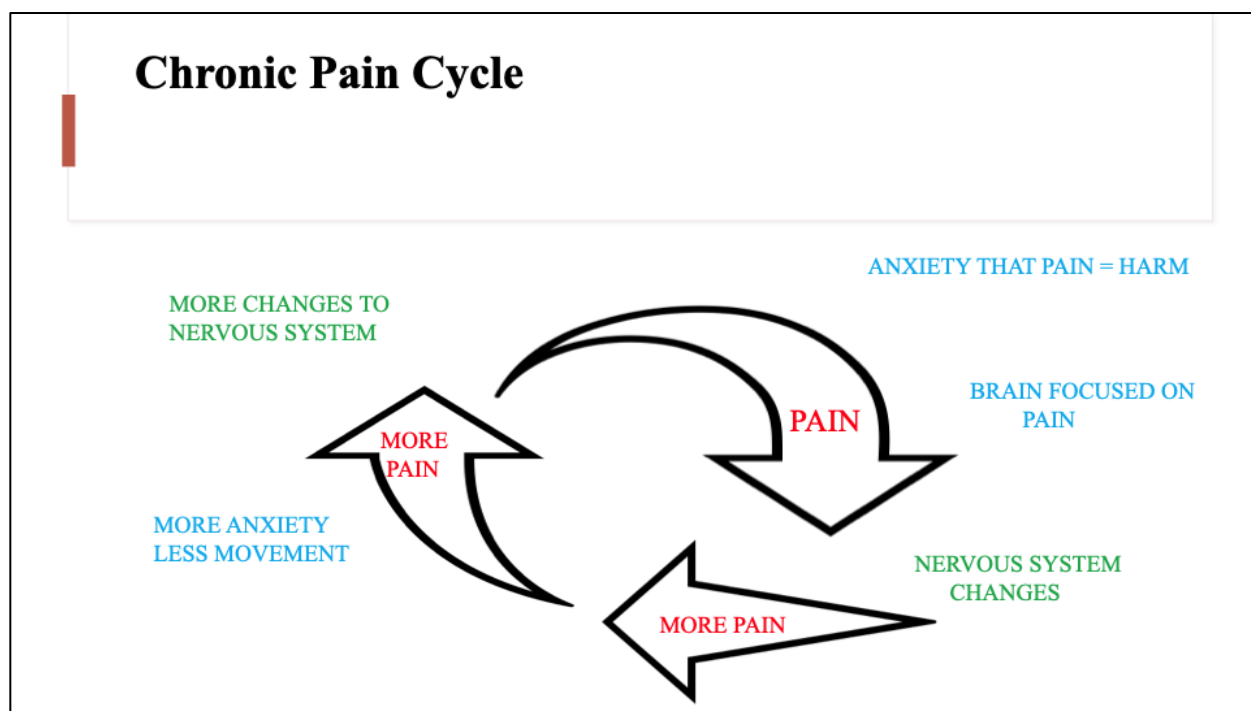 Chronic Pain Cycle
ANXIETY THAT PAIN = HARM
MORE CHANGES TO
NERVOUS SYSTEM
BRAIN FOCUSED ON
PAIN
PAIN
MORE
PAIN
MORE ANXIETY
LESS MOVEMENT
NERVOUS SYSTEM
CHANGES
MORE PAIN